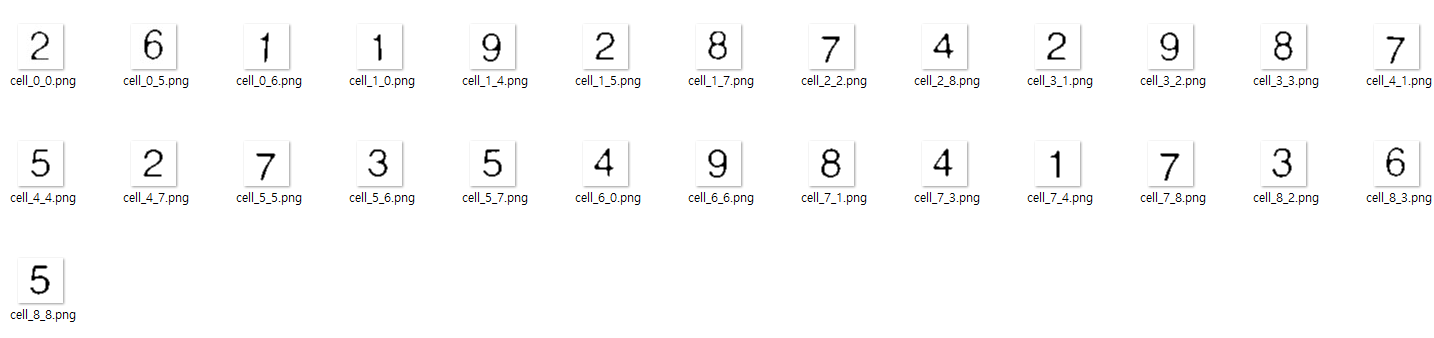 2 6 1 1 9 2 8 7 4 2 9 8 7
cell_0_0.png cell_0_5.png cell_0_6.png cell_1_0.png cell_1_4.png cell_1_5.png cell_1_7.png cell_2_2.png cell_2_8.png cell_3_1.png cell_3_2.png cell_3_3.png cell_4_1.png
5 2 7 3 5 4 9 8 4 1 7 3 6
cell_4_4.png cell_4_7.png cell_5_5.png cell_5_6.png cell_5_7.png cell_6_0.png cell_6_6.png cell_7_1.png cell_7_3.png cell_7_4.png cell_7_8.png cell_8_2.png cell_8_3.png
5
cell_8_8.png